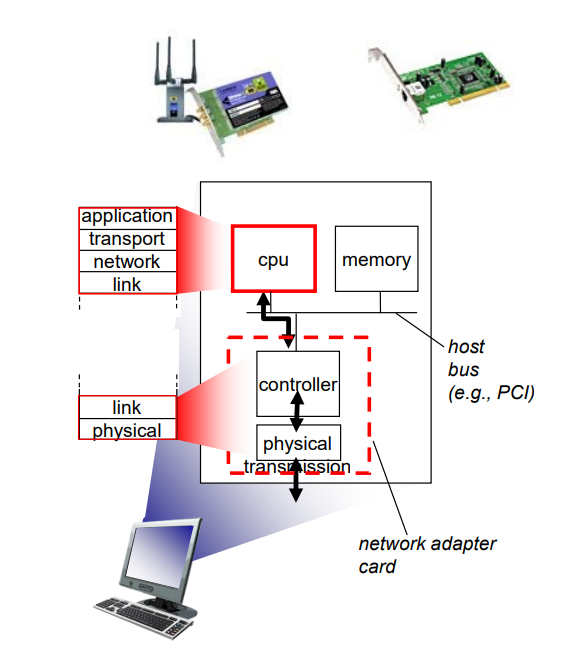 application
transport
network
link
cpu
memory
host
bus
(e.g., PCI)
controller
link
physical
physical
transmission
network adapter
card